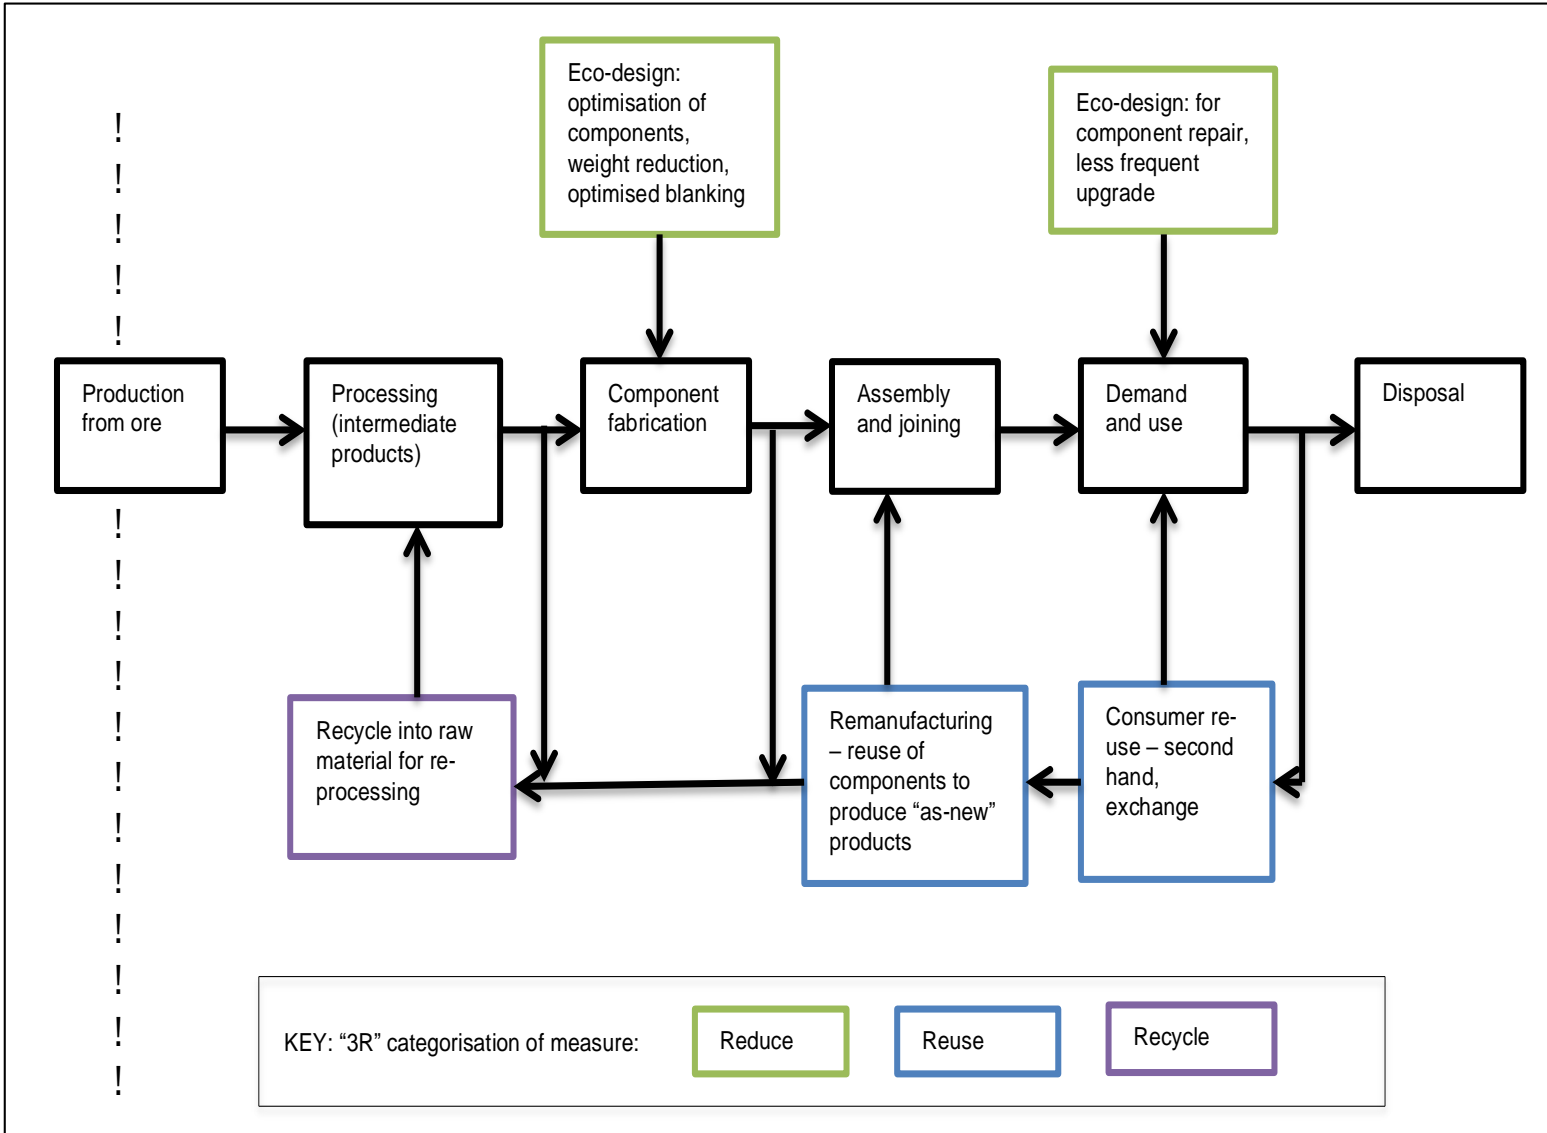 Eco-design:
optimisation of
components,
weight reduction,
optimised blanking
Eco-design: for
component repair,
less frequent
upgrade
!
!
!
!
!
Production
from ore
Processing
(intermediate
products)
Component
fabrication
Assembly
and joining
Demand
and use
Disposal
!
!
!
!
!
!
!
!
!
!
!
!
Recycle into raw
material for re-
processing
Remanufacturing
– reuse of
components to
produce “as-new”
products
Consumer re-
use – second
hand,
exchange
KEY: “3R” categorisation of measure:
Reduce
Reuse
Recycle